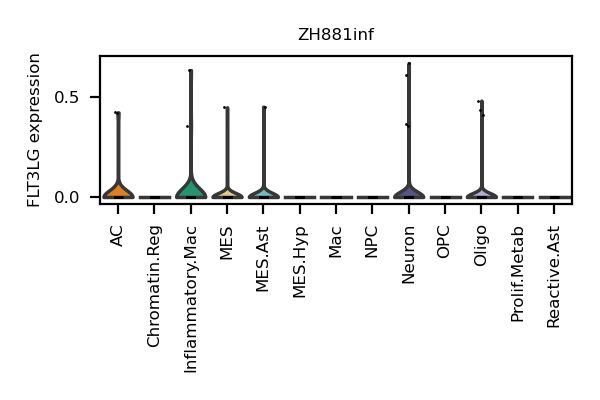 ZH881inf
FLT3LG expression
0.5
0.0
AC
Chromatin.Reg
Inflammatory.Mac
MES
MES.Ast
MES.Hyp
Mac
NPC
Neuron
OPC
Oligo
Prolif.Metab
Reactive.Ast